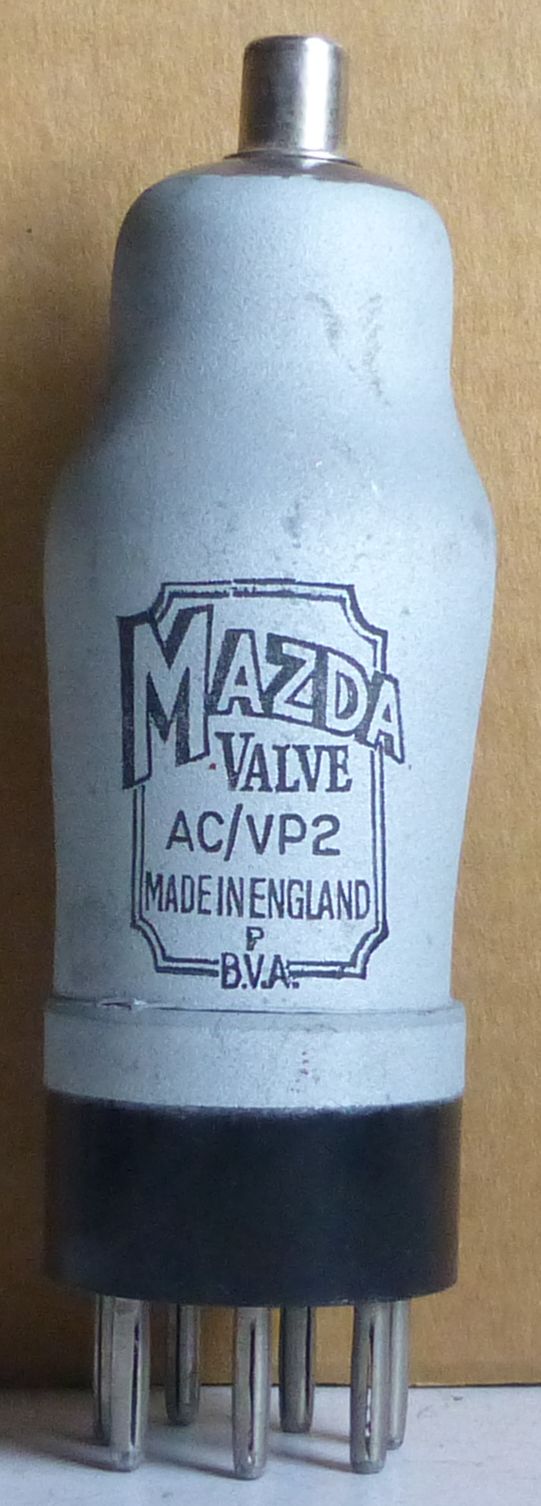 MAZDA
VALVE
AC/VP2
MADE IN ENGLAND
P
B.V.A.